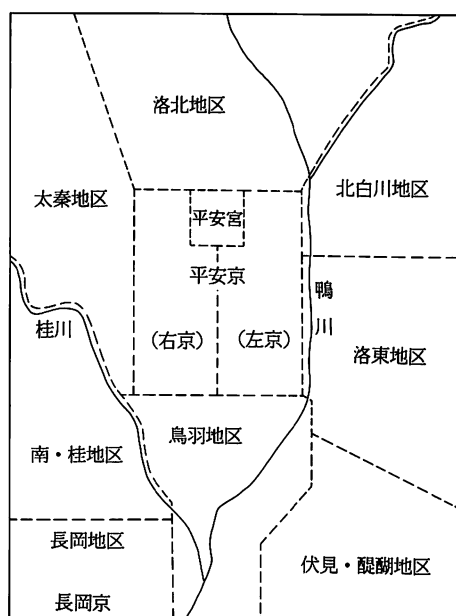 洛北地区
太秦地区
北白川地区
平安宮
平安京
鴨川
桂川
（右京）
（左京）
洛東地区
鳥羽地区
南・桂地区
長岡地区
伏見・醍醐地区
長岡京